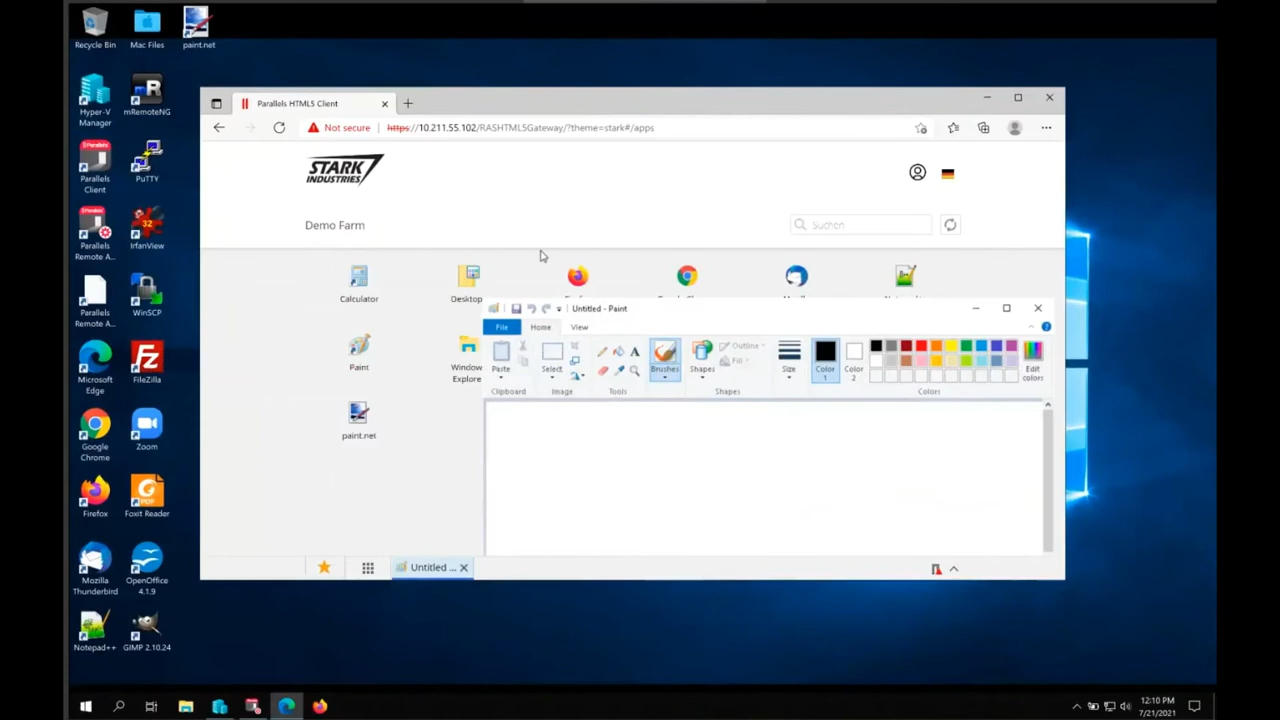 Recycle Bin
Mac Files
paint.net
Hyper-V
Manager
mRemoteNG
Parallels
Client
PuTTY
Parallels
Remote A...
IrfanView
32
Parallels
Remote A...
WinSCP
Microsoft
Edge
FileZilla
Google
Chrome
Zoom
Firefox
Foxit Reader
PDF
Mozilla
Thunderbird
OpenOffice
4.1.9
Notepad++
GIMP 2.10.24
Parallels HTML5 Client
Not secure
https://10.211.55.102/RASHTML5Gateway/?theme=stark#/apps
STARK
INDUSTRIES
Demo Farm
Suchen
Calculator
Desktop
Paint
Window
Explore
paint.net
Untitled - Paint
File
Home
View
Paste
Select
Brushes
Shapes
Outline
Fill
Size
Color
1
Color
2
Edit
colors
Clipboard
Image
Tools
Shapes
Colors
Untitled ...
12:10 PM
7/21/2021